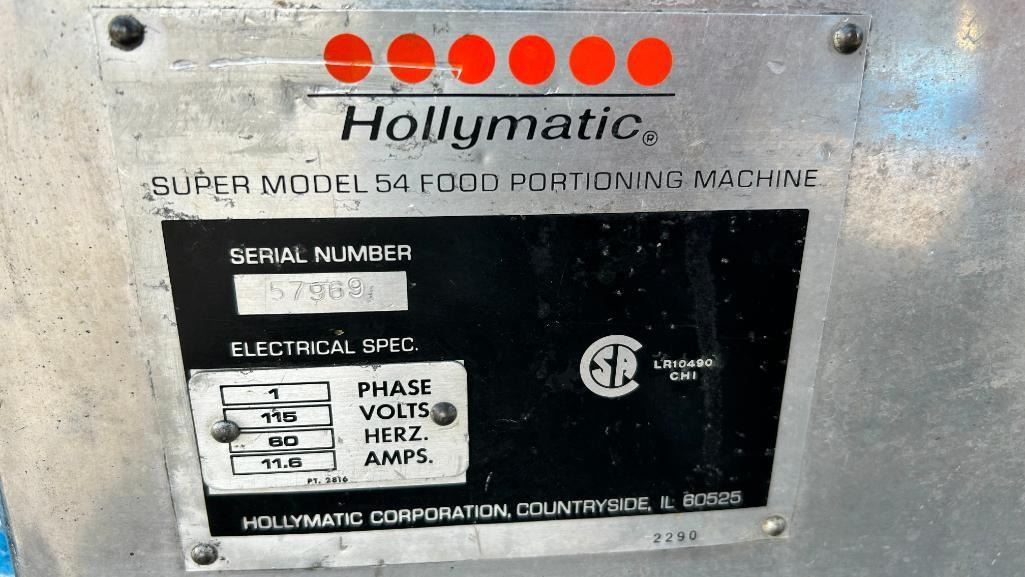 Hollymatic®
SUPER MODEL 54 FOOD PORTIONING MACHINE
SERIAL NUMBER
57969
ELECTRICAL SPEC.
1 PHASE
115 VOLTS
60 HERZ.
11.6 AMPS.
PT. 2816
SA
LR10490
CHI
HOLLYMATIC CORPORATION, COUNTRYSIDE, IL 60525
2290